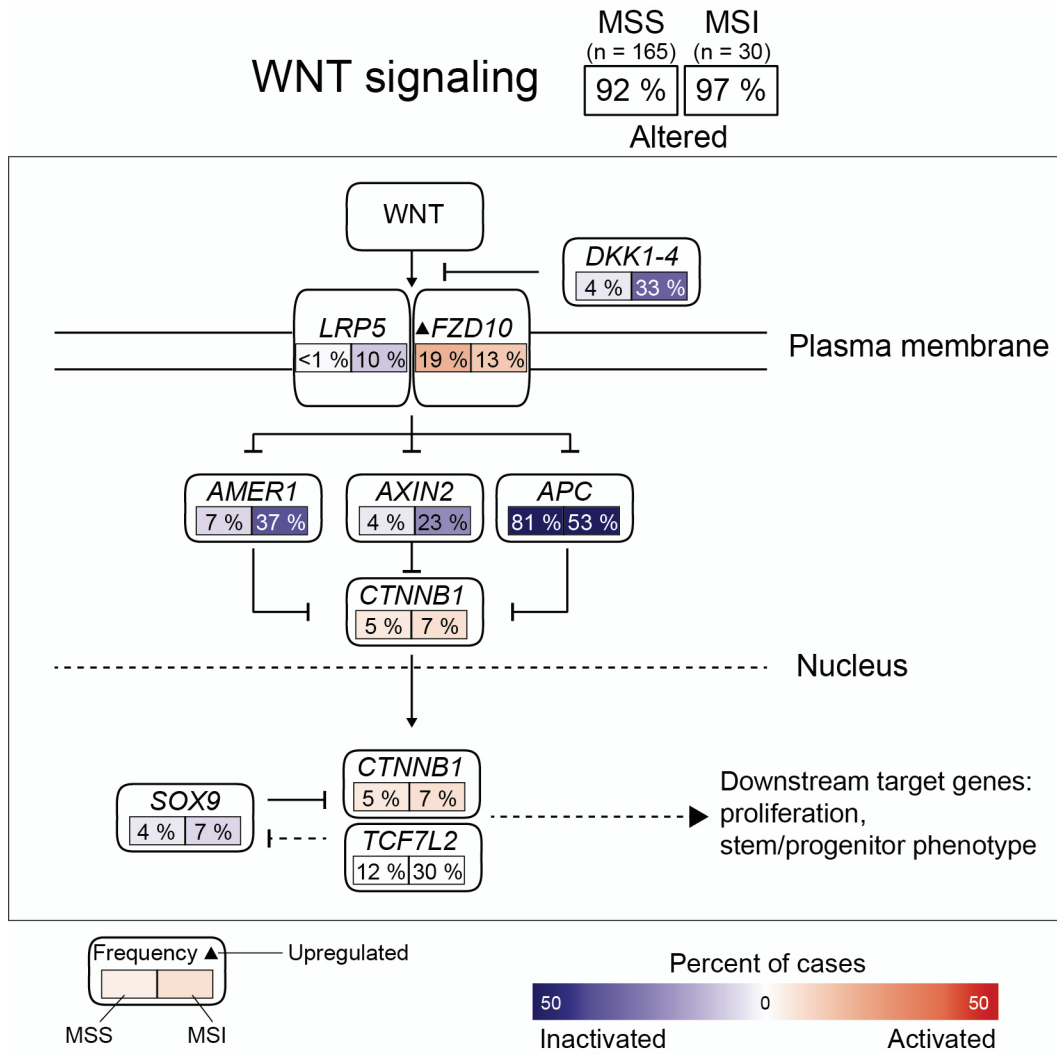 MSS MSI
(n = 165) (n = 30)
WNT signaling
92 % 97 %
Altered
WNT
DKK1-4
4 % 33 %
LRP5 ▲FZD10
<1 % 10 % 19 % 13 %
Plasma membrane
AMER1 AXIN2 APC
7 % 37 % 4 % 23 % 81 % 53 %
CTNNB1
5 % 7 %
Nucleus
CTNNB1
5 % 7 %
SOX9
4 % 7 %
TCF7L2
12 % 30 %
Downstream target genes:
proliferation,
stem/progenitor phenotype
Frequency ▲ Upregulated
MSS MSI
Percent of cases
50 0 50
Inactivated Activated